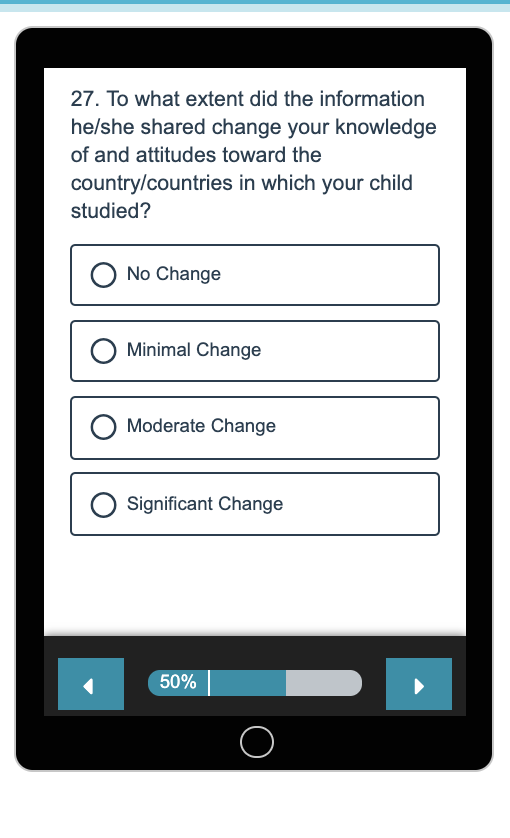 27. To what extent did the information
he/she shared change your knowledge
of and attitudes toward the
country/countries in which your child
studied?
No Change
Minimal Change
Moderate Change
Significant Change
50%